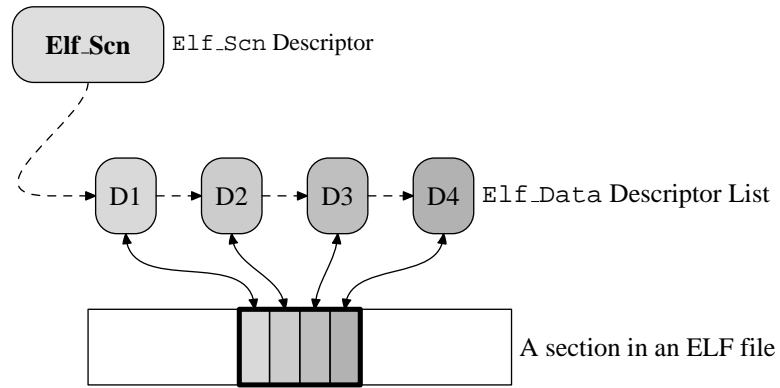 Elf_Scn
Elf_Scn Descriptor
D1
D2
D3
D4
Elf_Data Descriptor List
A section in an ELF file